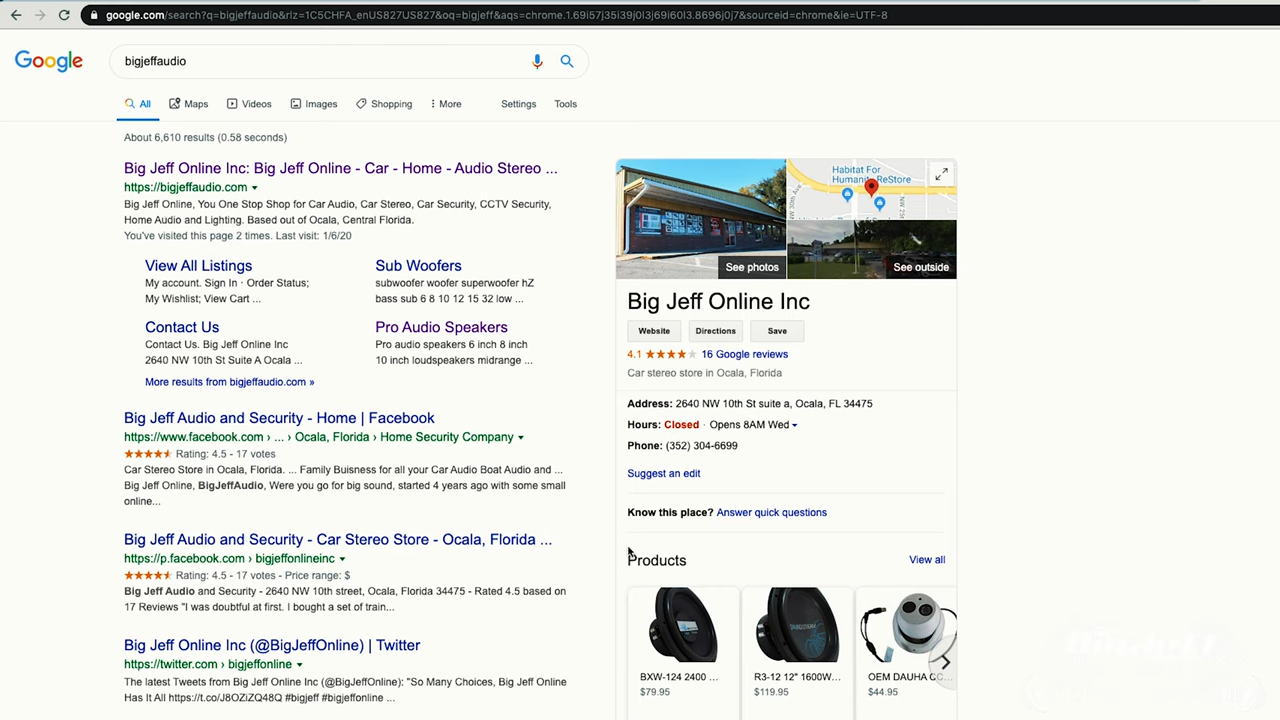 google.com/search?q=bigjeffaudio&rlz=1C5CHFA_enUS827US827&oq=bigjeff&aqs=chrome.1.69i57j35i39j0l3j69i60l3.8696j0j7&sourceid=chrome&ie=UTF-8
Google
bigjeffaudio
All Maps Videos Images Shopping More Settings Tools
About 6,610 results (0.58 seconds)
Big Jeff Online Inc: Big Jeff Online - Car - Home - Audio Stereo ...
https://bigjeffaudio.com
Big Jeff Online, You One Stop Shop for Car Audio, Car Stereo, Car Security, CCTV Security,
Home Audio and Lighting. Based out of Ocala, Central Florida.
You've visited this page 2 times. Last visit: 1/6/20
View All Listings
My account. Sign In · Order Status;
My Wishlist; View Cart ...
Sub Woofers
subwoofer woofer superwoofer hZ
bass sub 6 8 10 12 15 32 low ...
Contact Us
Contact Us. Big Jeff Online Inc
2640 NW 10th St Suite A Ocala ...
Pro Audio Speakers
Pro audio speakers 6 inch 8 inch
10 inch loudspeakers midrange ...
More results from bigjeffaudio.com »
Big Jeff Audio and Security - Home | Facebook
https://www.facebook.com › ... › Ocala, Florida › Home Security Company
Rating: 4.5 - 17 votes
Car Stereo Store in Ocala, Florida. ... Family Buisness for all your Car Audio Boat Audio and ...
Big Jeff Online, BigJeffAudio, Were you go for big sound, started 4 years ago with some small
online...
Big Jeff Audio and Security - Car Stereo Store - Ocala, Florida ...
https://p.facebook.com › bigjeffonlineinc
Rating: 4.5 - 17 votes - Price range: $
Big Jeff Audio and Security - 2640 NW 10th street, Ocala, Florida 34475 - Rated 4.5 based on
17 Reviews "I was doubtful at first. I bought a set of train...
Big Jeff Online Inc (@BigJeffOnline) | Twitter
https://twitter.com › bigjeffonline
The latest Tweets from Big Jeff Online Inc (@BigJeffOnline): "So Many Choices, Big Jeff Online
Has It All https://t.co/J8OZiZQ48Q #bigjeff #bigjeffonline ...
Habitat For
Humanity ReStore
NW 30th Ave
See photos
See outside
Big Jeff Online Inc
Website Directions Save
4.1 16 Google reviews
Car stereo store in Ocala, Florida
Address: 2640 NW 10th St suite a, Ocala, FL 34475
Hours: Closed · Opens 8AM Wed
Phone: (352) 304-6699
Suggest an edit
Know this place? Answer quick questions
Products View all
BXW-124 2400 ...
$79.95
R3-12 12" 1600W...
$119.95
OEM DAUHA CC...
$44.95